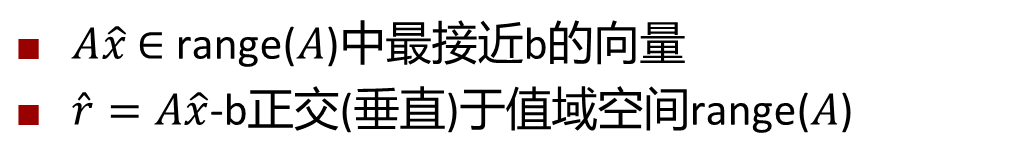 𝐴𝑥̂ ∈ range(𝐴)中最接近b的向量
𝑟̂ = 𝐴𝑥̂-b正交(垂直)于值域空间range(𝐴)